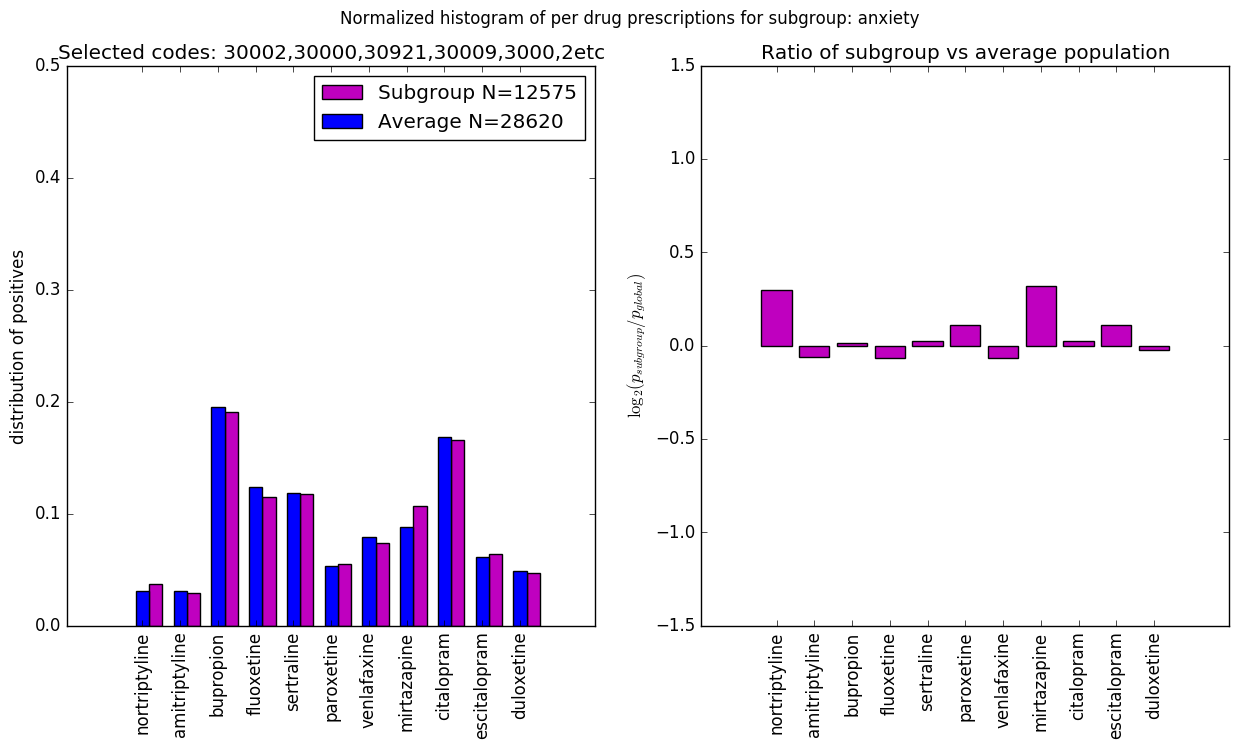 Normalized histogram of per drug prescriptions for subgroup: anxiety
Selected codes: 30002,30000,30921,30009,3000,2etc
Subgroup N=12575
Average N=28620
distribution of positives
0.5
0.4
0.3
0.2
0.1
0.0
nortriptyline
amitriptyline
bupropion
fluoxetine
sertraline
paroxetine
venlafaxine
mirtazapine
citalopram
escitalopram
duloxetine
Ratio of subgroup vs average population
log₂(p_subgroup/p_global)
1.5
1.0
0.5
0.0
−0.5
−1.0
−1.5
nortriptyline
amitriptyline
bupropion
fluoxetine
sertraline
paroxetine
venlafaxine
mirtazapine
citalopram
escitalopram
duloxetine